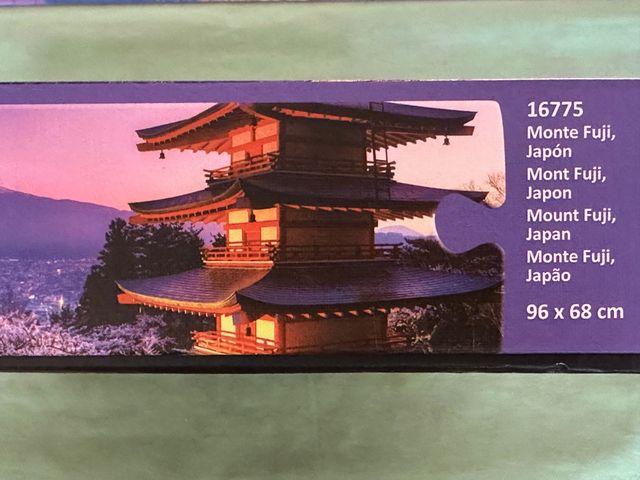 16775
Monte Fuji,
Japón
Mont Fuji,
Japon
Mount Fuji,
Japan
Monte Fuji,
Japão
96 x 68 cm